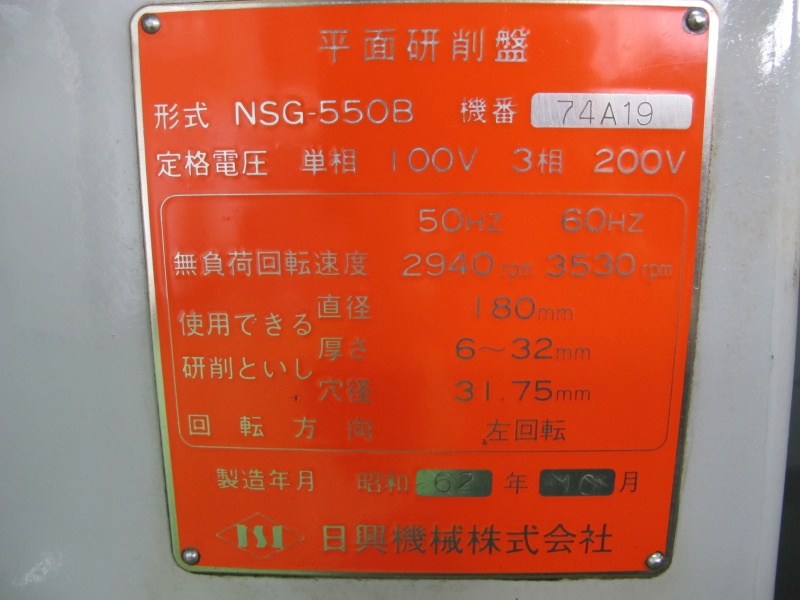 平面研削盤
形式 NSG-550B 機番 74A19
定格電圧 単相 100V 3相 200V
50HZ 60HZ
無負荷回転速度 2940rpm 3530rpm
使用できる研削といし
直径 180mm
厚さ 6〜32mm
穴径 31.75mm
回転方向 左回転
製造年月 昭和 62 年 月
日興機械株式会社